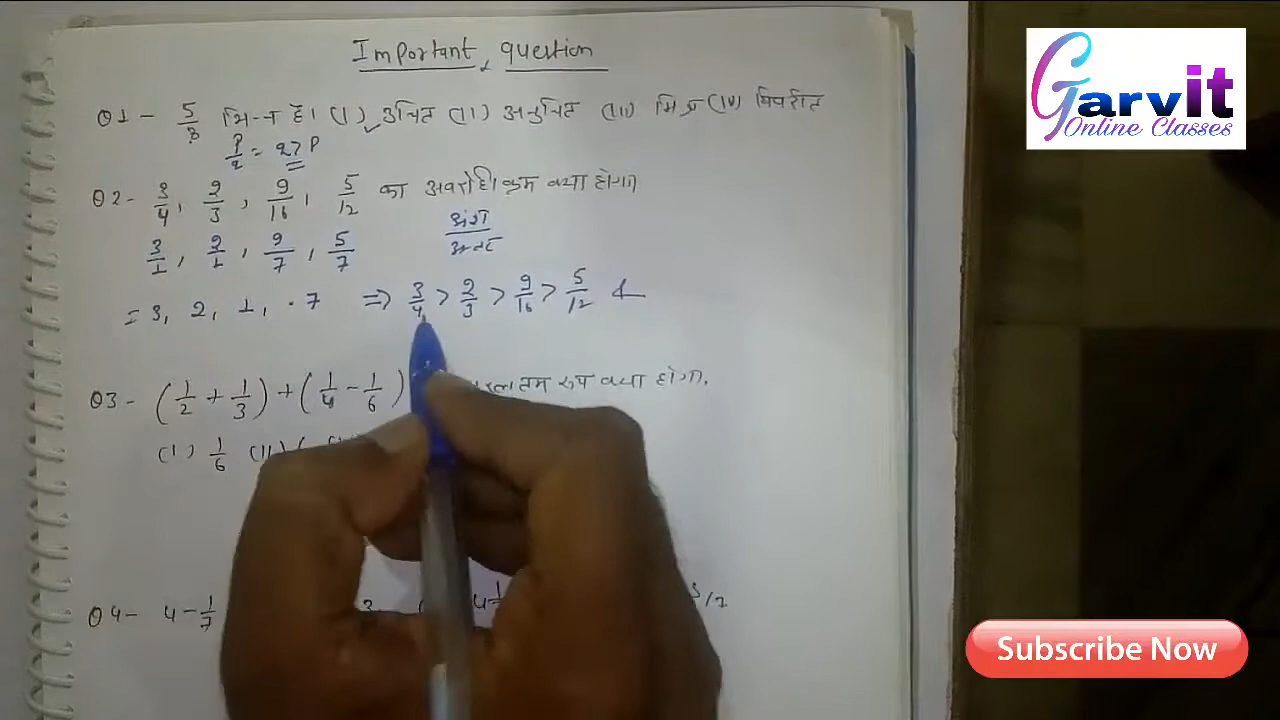 Important question
Garvit
Online Classes
Q1 - 5/8 भिन्न है। (I) उचित (II) अनुचित (III) मिश्र (IV) विपरीत
p/q = q > p
Q2 - 3/4, 2/3, 9/16, 5/12 का अवरोही क्रम क्या होगा
3/1, 2/1, 9/7, 5/7
अंश/अन्तर
= 3, 2, 1, .7 => 3/4 > 2/3 > 9/16 > 5/12
Q3 - (1/2 + 1/3) + (1/4 - 1/6) रूप क्या होगा.
(I) 1/6 (II)
Q4 - 4 - 1/7
Subscribe Now